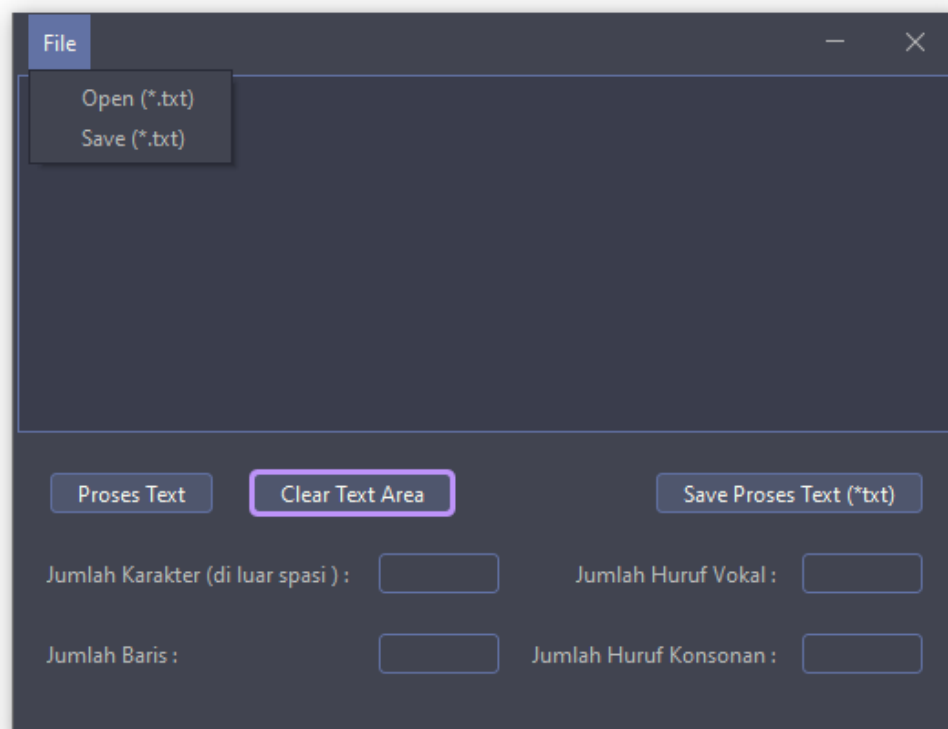 File
Open (*.txt)
Save (*.txt)
Proses Text
Clear Text Area
Save Proses Text (*txt)
Jumlah Karakter (di luar spasi ) :
Jumlah Huruf Vokal :
Jumlah Baris :
Jumlah Huruf Konsonan :